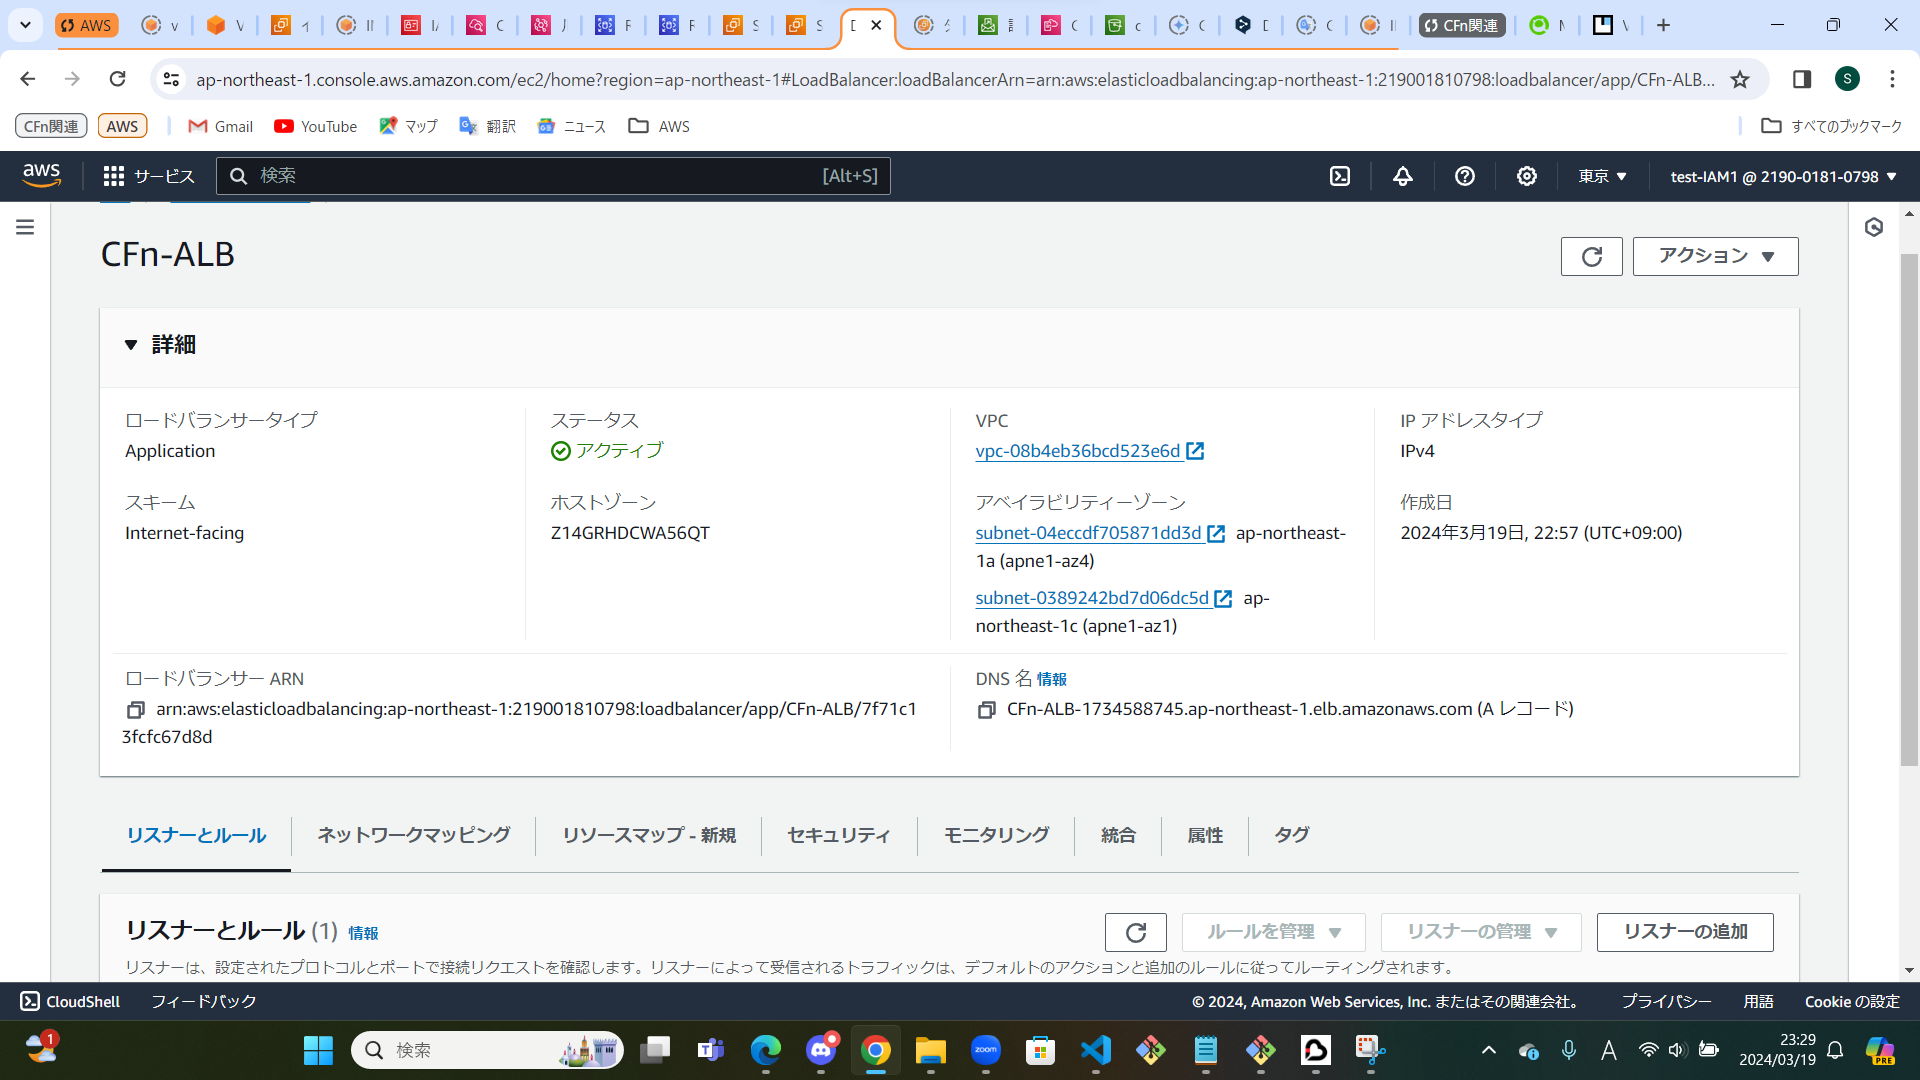 AWS
CFn関連
ap-northeast-1.console.aws.amazon.com/ec2/home?region=ap-northeast-1#LoadBalancer:loadBalancerArn=arn:aws:elasticloadbalancing:ap-northeast-1:219001810798:loadbalancer/app/CFn-ALB...
S
CFn関連 AWS Gmail YouTube マップ 翻訳 ニュース AWS すべてのブックマーク
aws サービス 検索 [Alt+S] 東京 test-IAM1 @ 2190-0181-0798
CFn-ALB
アクション
詳細
ロードバランサータイプ
Application
ステータス
アクティブ
VPC
vpc-08b4eb36bcd523e6d
IP アドレスタイプ
IPv4
スキーム
Internet-facing
ホストゾーン
Z14GRHDCWA56QT
アベイラビリティーゾーン
subnet-04eccdf705871dd3d ap-northeast-
1a (apne1-az4)
subnet-0389242bd7d06dc5d ap-
northeast-1c (apne1-az1)
作成日
2024年3月19日, 22:57 (UTC+09:00)
ロードバランサー ARN
arn:aws:elasticloadbalancing:ap-northeast-1:219001810798:loadbalancer/app/CFn-ALB/7f71c1
3fcfc67d8d
DNS 名 情報
CFn-ALB-1734588745.ap-northeast-1.elb.amazonaws.com (A レコード)
リスナーとルール ネットワークマッピング リソースマップ - 新規 セキュリティ モニタリング 統合 属性 タグ
リスナーとルール (1) 情報
ルールを管理 リスナーの管理 リスナーの追加
リスナーは、設定されたプロトコルとポートで接続リクエストを確認します。リスナーによって受信されるトラフィックは、デフォルトのアクションと追加のルールに従ってルーティングされます。
CloudShell フィードバック © 2024, Amazon Web Services, Inc. またはその関連会社。 プライバシー 用語 Cookie の設定
1
検索
zoom
A
23:29
2024/03/19
PRE